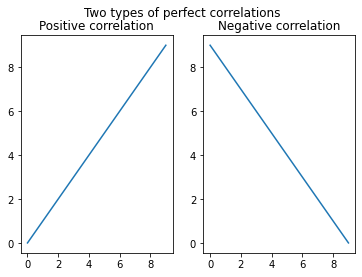 Two types of perfect correlations
Positive correlation
8
6
4
2
0
0 2 4 6 8
Negative correlation
8
6
4
2
0
0 2 4 6 8